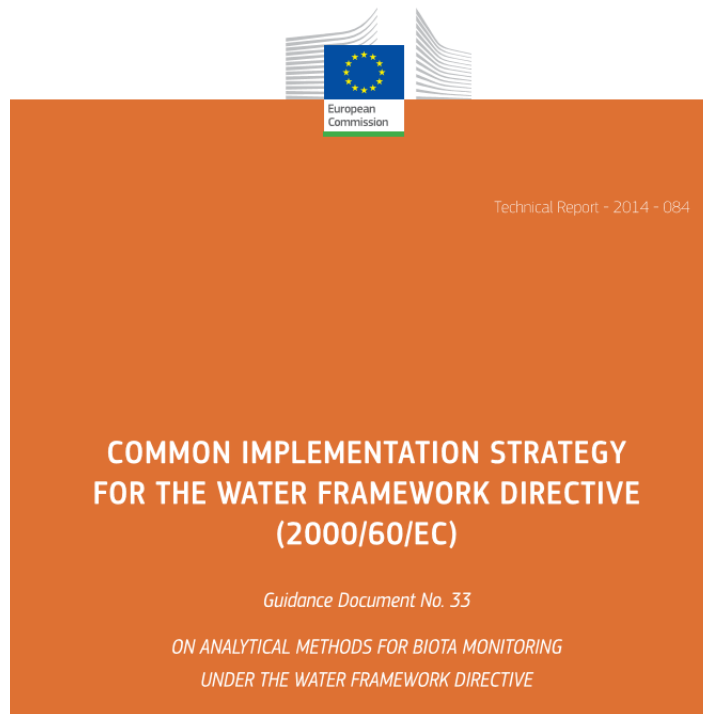 European
Commission
Technical Report - 2014 - 084
COMMON IMPLEMENTATION STRATEGY
FOR THE WATER FRAMEWORK DIRECTIVE
(2000/60/EC)
Guidance Document No. 33
ON ANALYTICAL METHODS FOR BIOTA MONITORING
UNDER THE WATER FRAMEWORK DIRECTIVE